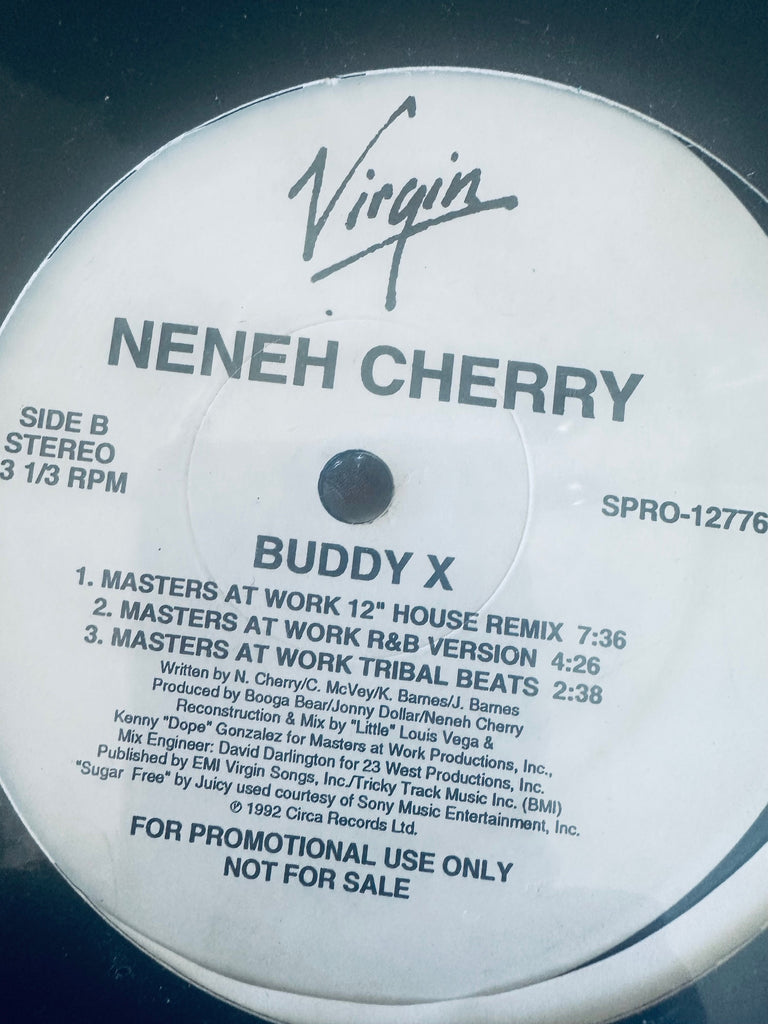 Virgin
NENEH CHERRY
SIDE B
STEREO
3 1/3 RPM
SPRO-12776
BUDDY X
1. MASTERS AT WORK 12" HOUSE REMIX 7:36
2. MASTERS AT WORK R&B VERSION 4:26
3. MASTERS AT WORK TRIBAL BEATS 2:38
Written by N. Cherry/C. McVey/K. Barnes/J. Barnes
Produced by Booga Bear/Jonny Dollar/Neneh Cherry
Reconstruction & Mix by "Little" Louis Vega &
Kenny "Dope" Gonzalez for Masters at Work Productions, Inc.,
Mix Engineer: David Darlington for 23 West Productions, Inc.
Published by EMI Virgin Songs, Inc./Tricky Track Music Inc. (BMI)
"Sugar Free" by Juicy used courtesy of Sony Music Entertainment, Inc.
℗ 1992 Circa Records Ltd.
FOR PROMOTIONAL USE ONLY
NOT FOR SALE